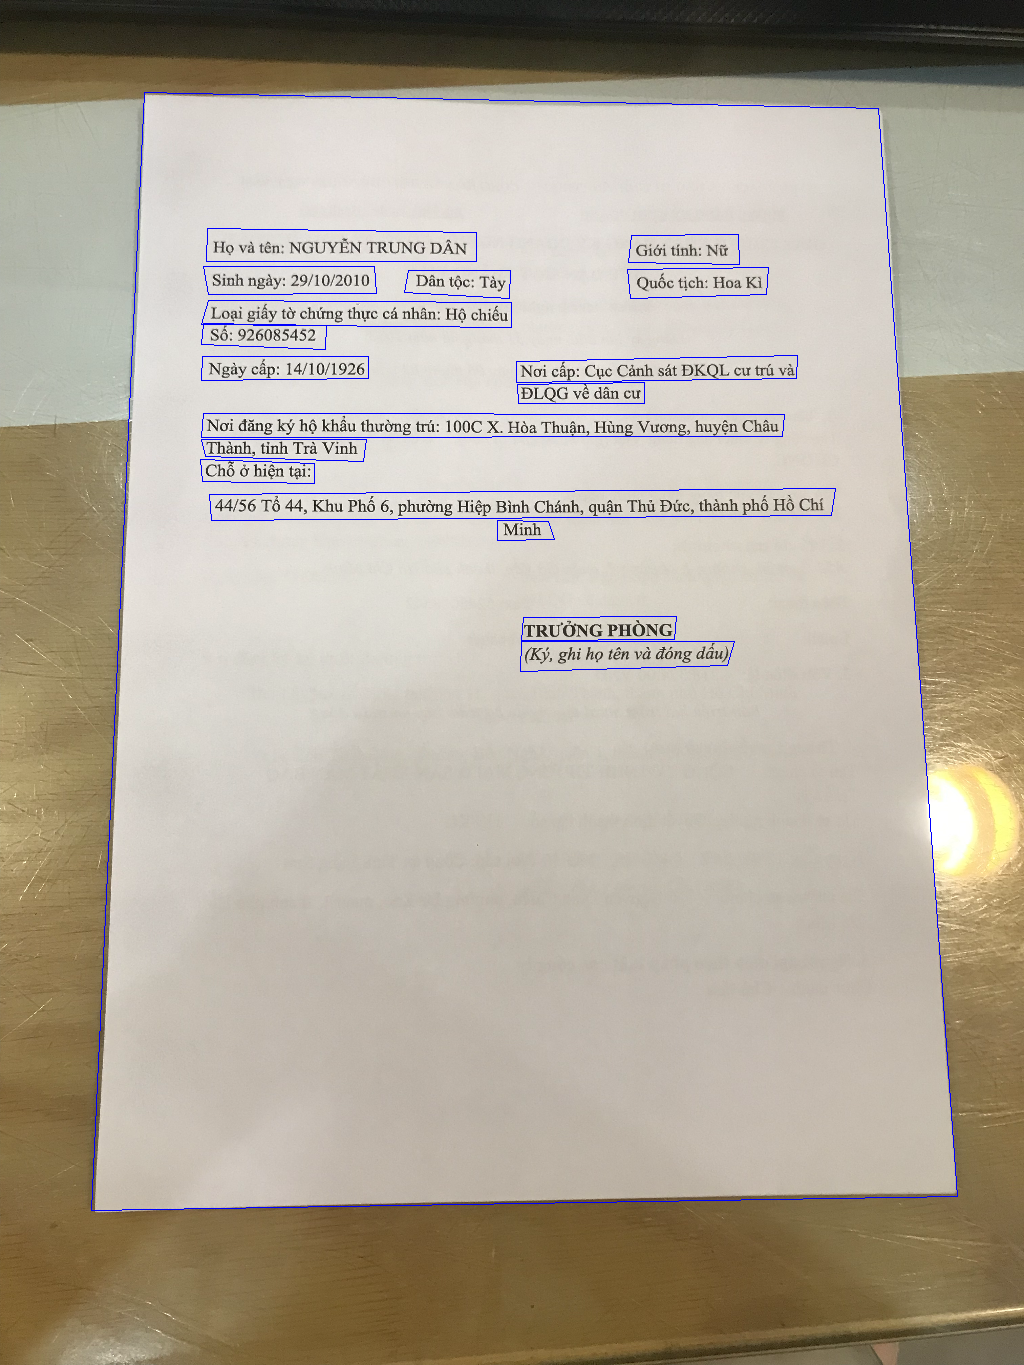 Họ và tên: NGUYỄN TRUNG DÂN Giới tính: Nữ
Sinh ngày: 29/10/2010 Dân tộc: Tày Quốc tịch: Hoa Kì
Loại giấy tờ chứng thực cá nhân: Hộ chiếu
Số: 926085452
Ngày cấp: 14/10/1926 Nơi cấp: Cục Cảnh sát ĐKQL cư trú và
ĐLQG về dân cư
Nơi đăng ký hộ khẩu thường trú: 100C X. Hòa Thuận, Hùng Vương, huyện Châu
Thành, tỉnh Trà Vinh
Chỗ ở hiện tại:
44/56 Tổ 44, Khu Phố 6, phường Hiệp Bình Chánh, quận Thủ Đức, thành phố Hồ Chí
Minh
TRƯỞNG PHÒNG
(Ký, ghi họ tên và đóng dấu)